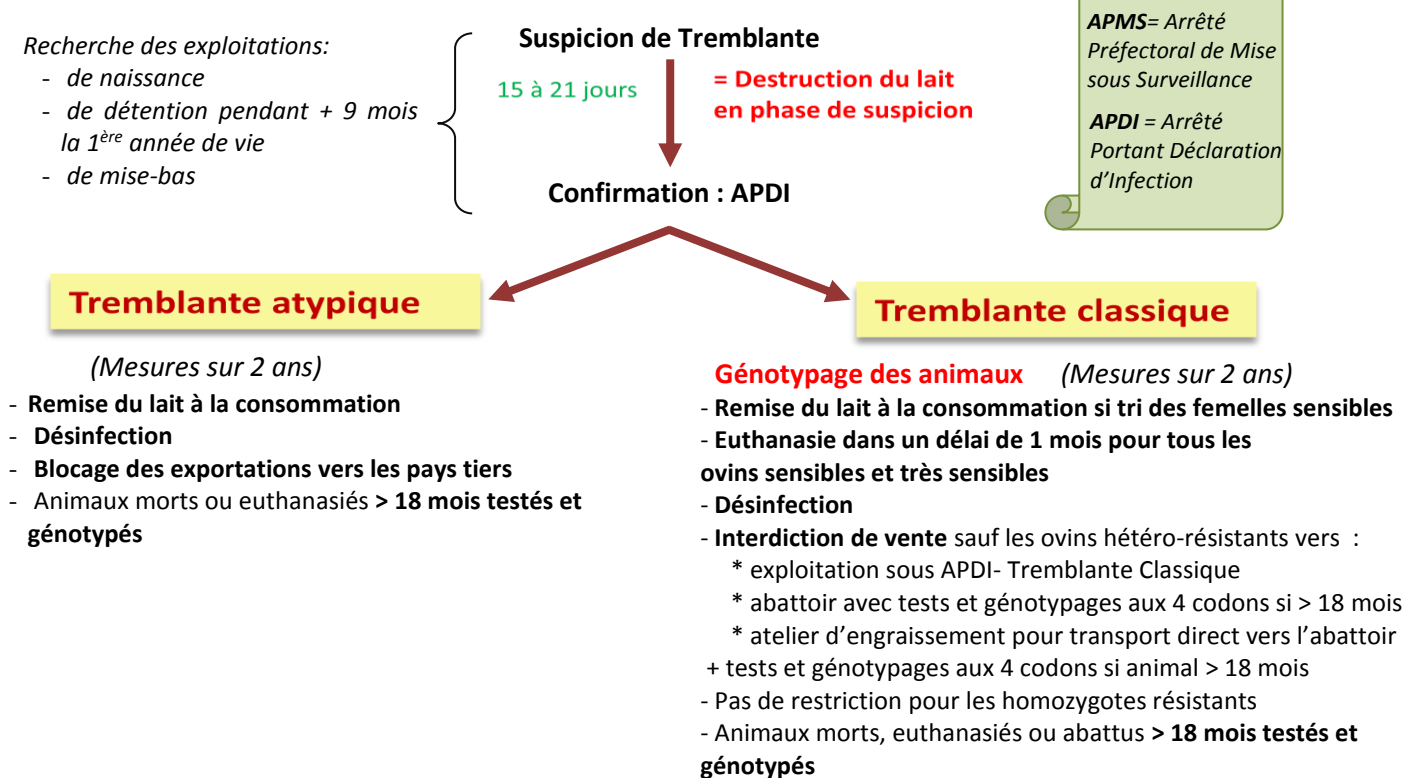 Recherche des exploitations:
- de naissance
- de détention pendant + 9 mois
la 1ère année de vie
- de mise-bas
Suspicion de Tremblante
15 à 21 jours
= Destruction du lait
en phase de suspicion
Confirmation : APDI
APMS= Arrêté
Préfectoral de Mise
sous Surveillance
APDI = Arrêté
Portant Déclaration
d'Infection
Tremblante atypique
(Mesures sur 2 ans)
- Remise du lait à la consommation
- Désinfection
- Blocage des exportations vers les pays tiers
- Animaux morts ou euthanasiés > 18 mois testés et
génotypés
Tremblante classique
Génotypage des animaux (Mesures sur 2 ans)
- Remise du lait à la consommation si tri des femelles sensibles
- Euthanasie dans un délai de 1 mois pour tous les
ovins sensibles et très sensibles
- Désinfection
- Interdiction de vente sauf les ovins hétéro-résistants vers :
* exploitation sous APDI- Tremblante Classique
* abattoir avec tests et génotypages aux 4 codons si > 18 mois
* atelier d'engraissement pour transport direct vers l'abattoir
+ tests et génotypages aux 4 codons si animal > 18 mois
- Pas de restriction pour les homozygotes résistants
- Animaux morts, euthanasiés ou abattus > 18 mois testés et
génotypés